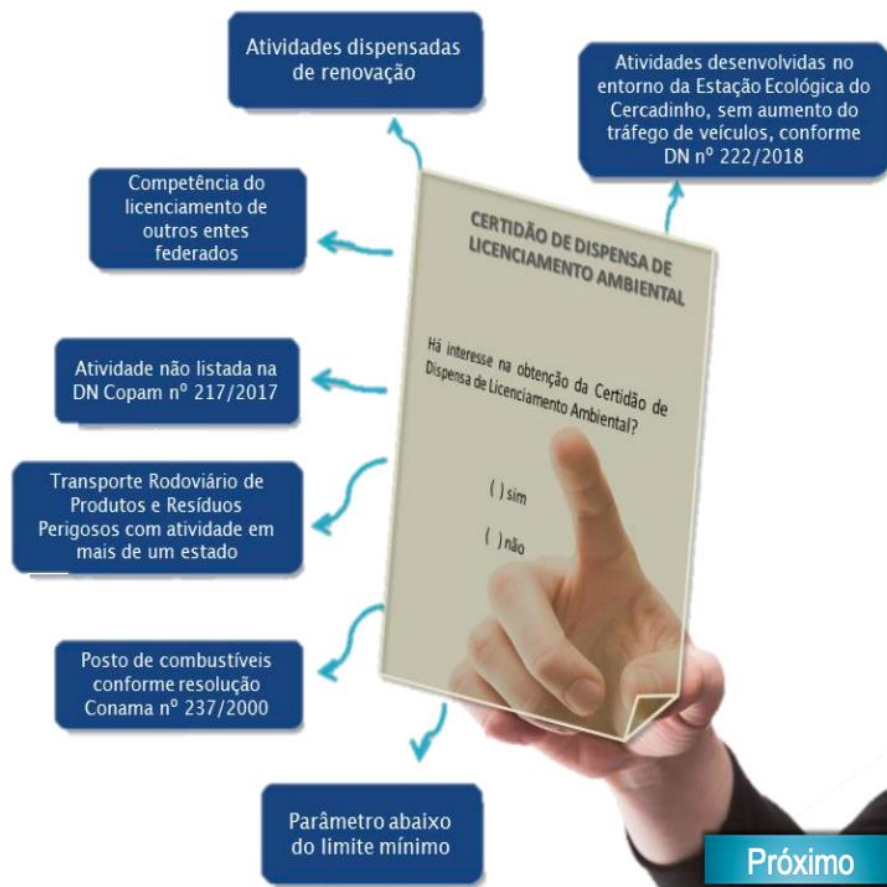 Atividades dispensadas
de renovação
Atividades desenvolvidas no
entorno da Estação Ecológica do
Cercadinho, sem aumento do
tráfego de veículos, conforme
DN nº 222/2018
Competência do
licenciamento de
outros entes
federados
CERTIDÃO DE DISPENSA DE
LICENCIAMENTO AMBIENTAL
Há interesse na obtenção da Certidão de
Dispensa de Licenciamento Ambiental?
( ) sim
( ) não
Atividade não listada na
DN Copam nº 217/2017
Transporte Rodoviário de
Produtos e Resíduos
Perigosos com atividade em
mais de um estado
Posto de combustíveis
conforme resolução
Conama nº 237/2000
Parâmetro abaixo
do limite mínimo
Próximo